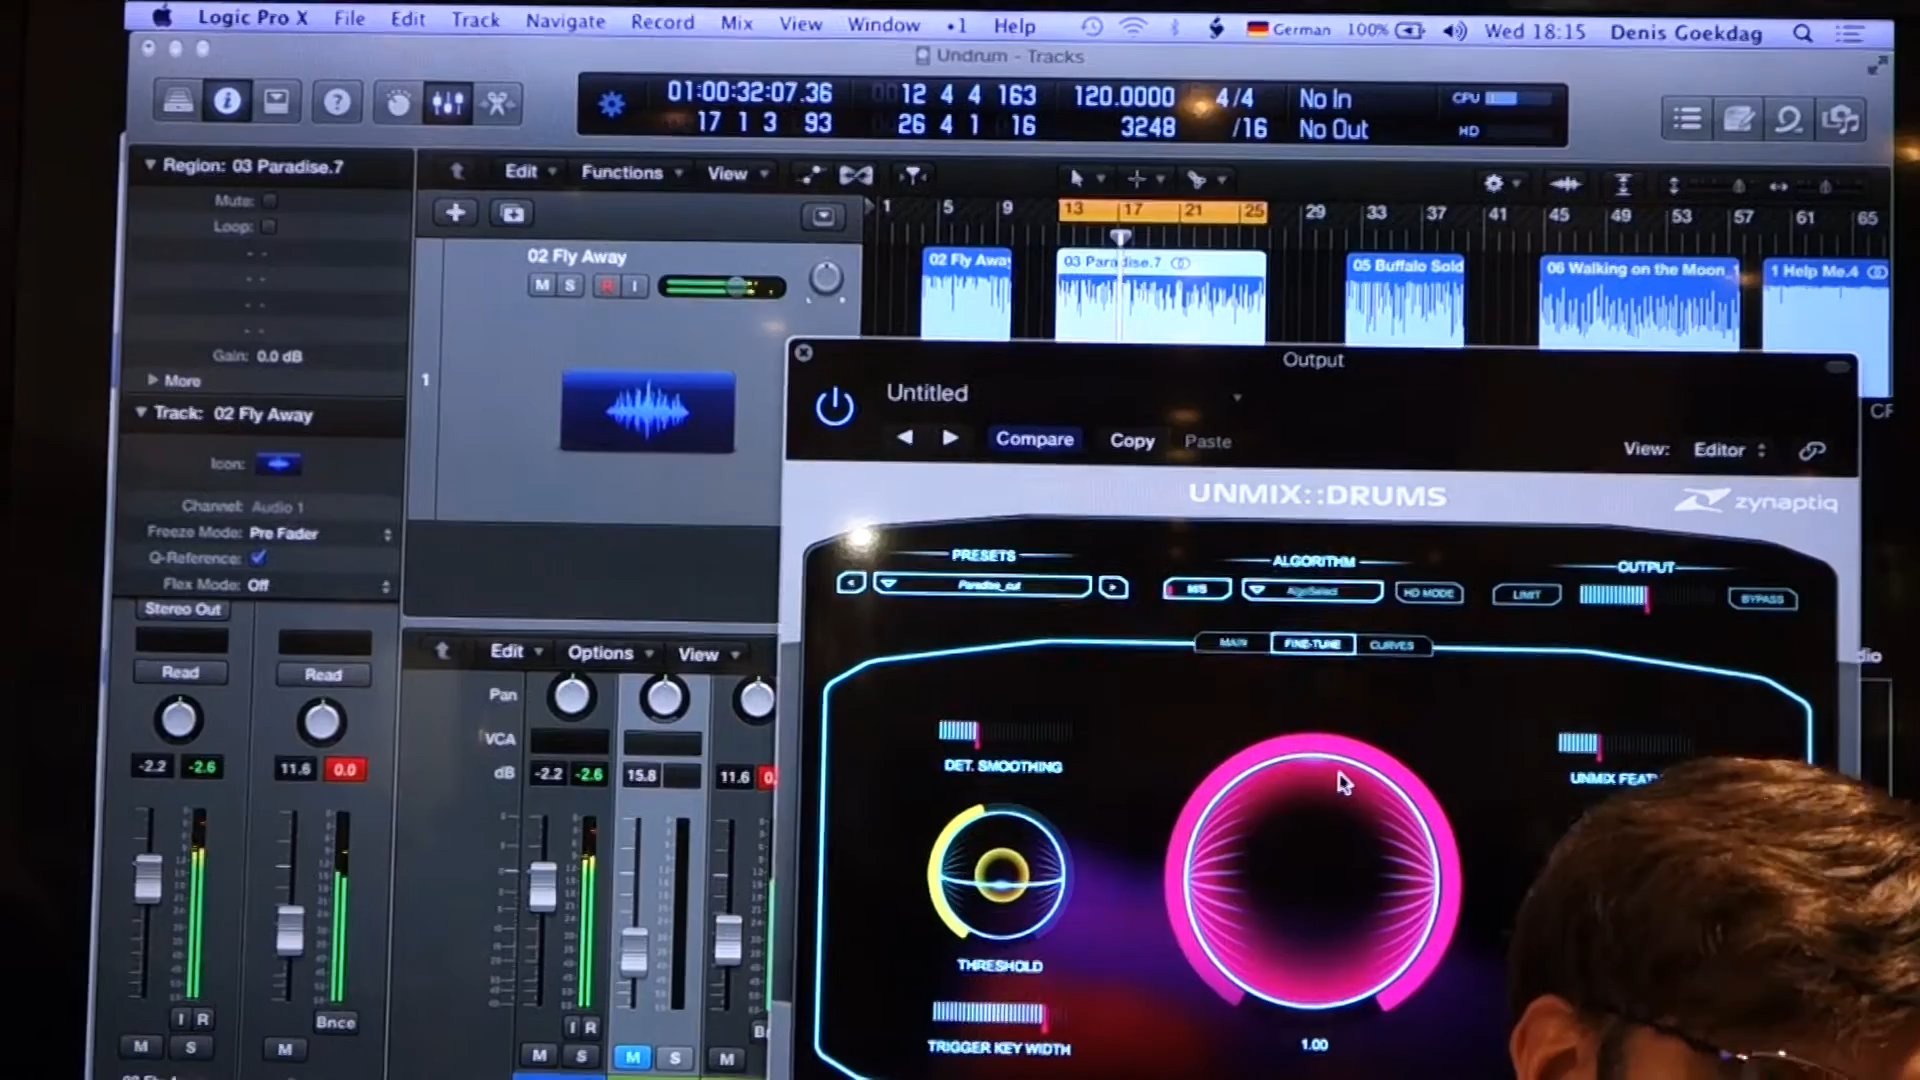 Logic Pro X File Edit Track Navigate Record Mix View Window 1 Help German 100% Wed 18:15 Denis Goekdag
Undrum - Tracks
01:00:32:07.36 12 4 4 163 120.0000 4/4 No In CPU
17 1 3 93 26 4 1 16 3248 /16 No Out HD
Region: 03 Paradise.7
Mute:
Loop:
Gain: 0.0 dB
More
Track: 02 Fly Away
Icon:
Channel: Audio 1
Freeze Mode: Pre Fader
Q-Reference:
Flex Mode: Off
Edit Functions View
1 5 9 13 17 21 25 29 33 37 41 45 49 53 57 61 65
02 Fly Away
M S R I
1
02 Fly Away
03 Paradise.7
05 Buffalo Sold
06 Walking on the Moon
1 Help Me.4
Output
Untitled
Compare Copy Paste
View: Editor
UNMIX::DRUMS
zynaptiq
PRESETS ALGORITHM OUTPUT
Paradise_cut M/S AlgoSelect HD MODE LIMIT BYPASS
MAIN FINE-TUNE CURVES
DET. SMOOTHING
UNMIX FEAT
THRESHOLD
TRIGGER KEY WIDTH
1.00
Stereo Out
Read Read
-2.2 -2.6 11.6 0.0
I R
Bnce
M S M
Edit Options View
Pan
VCA
dB -2.2 -2.6 15.8 11.6 0.
I R
M S M S M